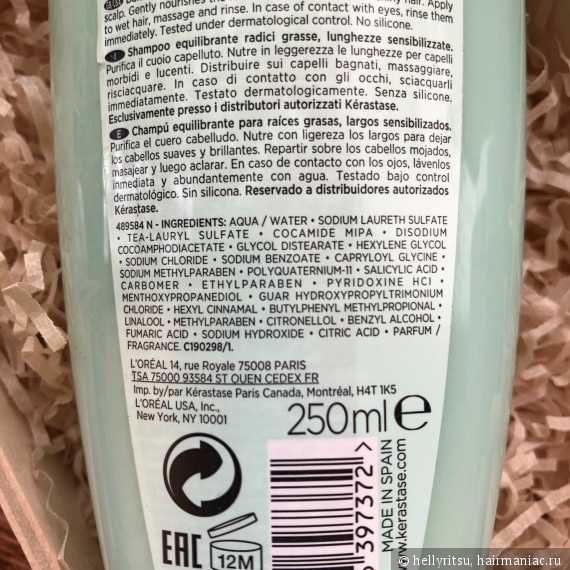 scalp. Gently nourishes the
hair. Apply
to wet hair, massage and rinse. In case of contact with eyes, rinse them
immediately. Tested under dermatological control. No silicone.
I Shampoo equilibrante radici grasse, lunghezze sensibilizzate.
Purifica il cuoio capelluto. Nutre in leggerezza le lunghezze per capelli
morbidi e lucenti. Distribuire sui capelli bagnati, massaggiare,
risciacquare. In caso di contatto con gli occhi, sciacquarli
immediatamente. Testato dermatologicamente. Senza silicone.
Esclusivamente presso i distributori autorizzati Kérastase.
E Champú equilibrante para raíces grasas, largos sensibilizados.
Purifica el cuero cabelludo. Nutre con ligereza los largos para dejar
los cabellos suaves y brillantes. Repartir sobre los cabellos mojados,
masajear y luego aclarar. En caso de contacto con los ojos, lávenlos
inmediata y abundantemente con agua. Testado bajo control
dermatológico. Sin silicona. Reservado a distribuidores autorizados
Kérastase.
489584 N - INGREDIENTS: AQUA / WATER • SODIUM LAURETH SULFATE
• TEA-LAURYL SULFATE • COCAMIDE MIPA • DISODIUM
COCOAMPHODIACETATE • GLYCOL DISTEARATE • HEXYLENE GLYCOL
• SODIUM CHLORIDE • SODIUM BENZOATE • CAPRYLOYL GLYCINE •
SODIUM METHYLPARABEN • POLYQUATERNIUM-11 • SALICYLIC ACID •
CARBOMER • ETHYLPARABEN • PYRIDOXINE HCI •
MENTHOXYPROPANEDIOL • GUAR HYDROXYPROPYLTRIMONIUM
CHLORIDE • HEXYL CINNAMAL • BUTYLPHENYL METHYLPROPIONAL •
LINALOOL • METHYLPARABEN • CITRONELLOL • BENZYL ALCOHOL •
FUMARIC ACID • SODIUM HYDROXIDE • CITRIC ACID • PARFUM /
FRAGRANCE. C190298/1.
L'ORÉAL 14, rue Royale 75008 PARIS
TSA 75000 93584 ST OUEN CEDEX FR
Imp. by/par Kérastase Paris Canada, Montréal, H4T 1K5
L'ORÉAL USA, Inc.,
New York, NY, 10001
250ml e
EAC
12M
397372 >
MADE IN SPAIN
www.kerastase.com
© hellyritsu, hairmaniac.ru